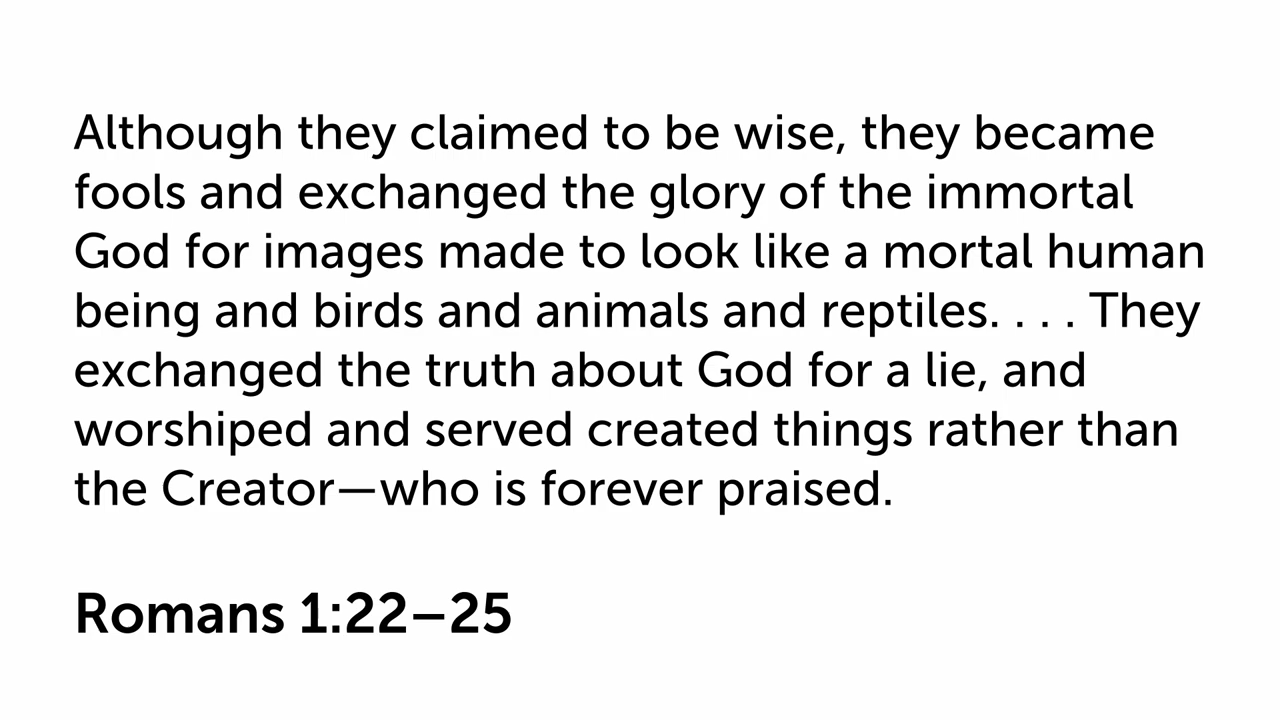 Although they claimed to be wise, they became
fools and exchanged the glory of the immortal
God for images made to look like a mortal human
being and birds and animals and reptiles. . . . They
exchanged the truth about God for a lie, and
worshiped and served created things rather than
the Creator—who is forever praised.
Romans 1:22–25